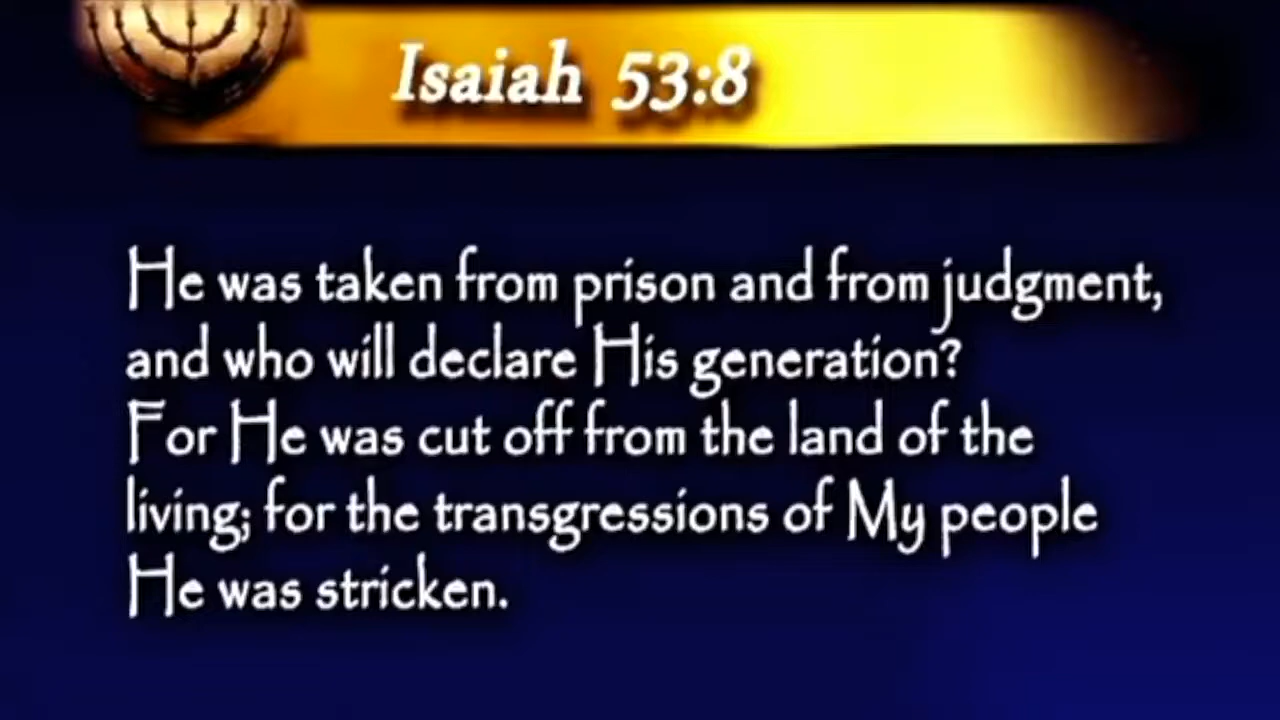 Isaiah 53:8
He was taken from prison and from judgment,
and who will declare His generation?
For He was cut off from the land of the
living; for the transgressions of My people
He was stricken.